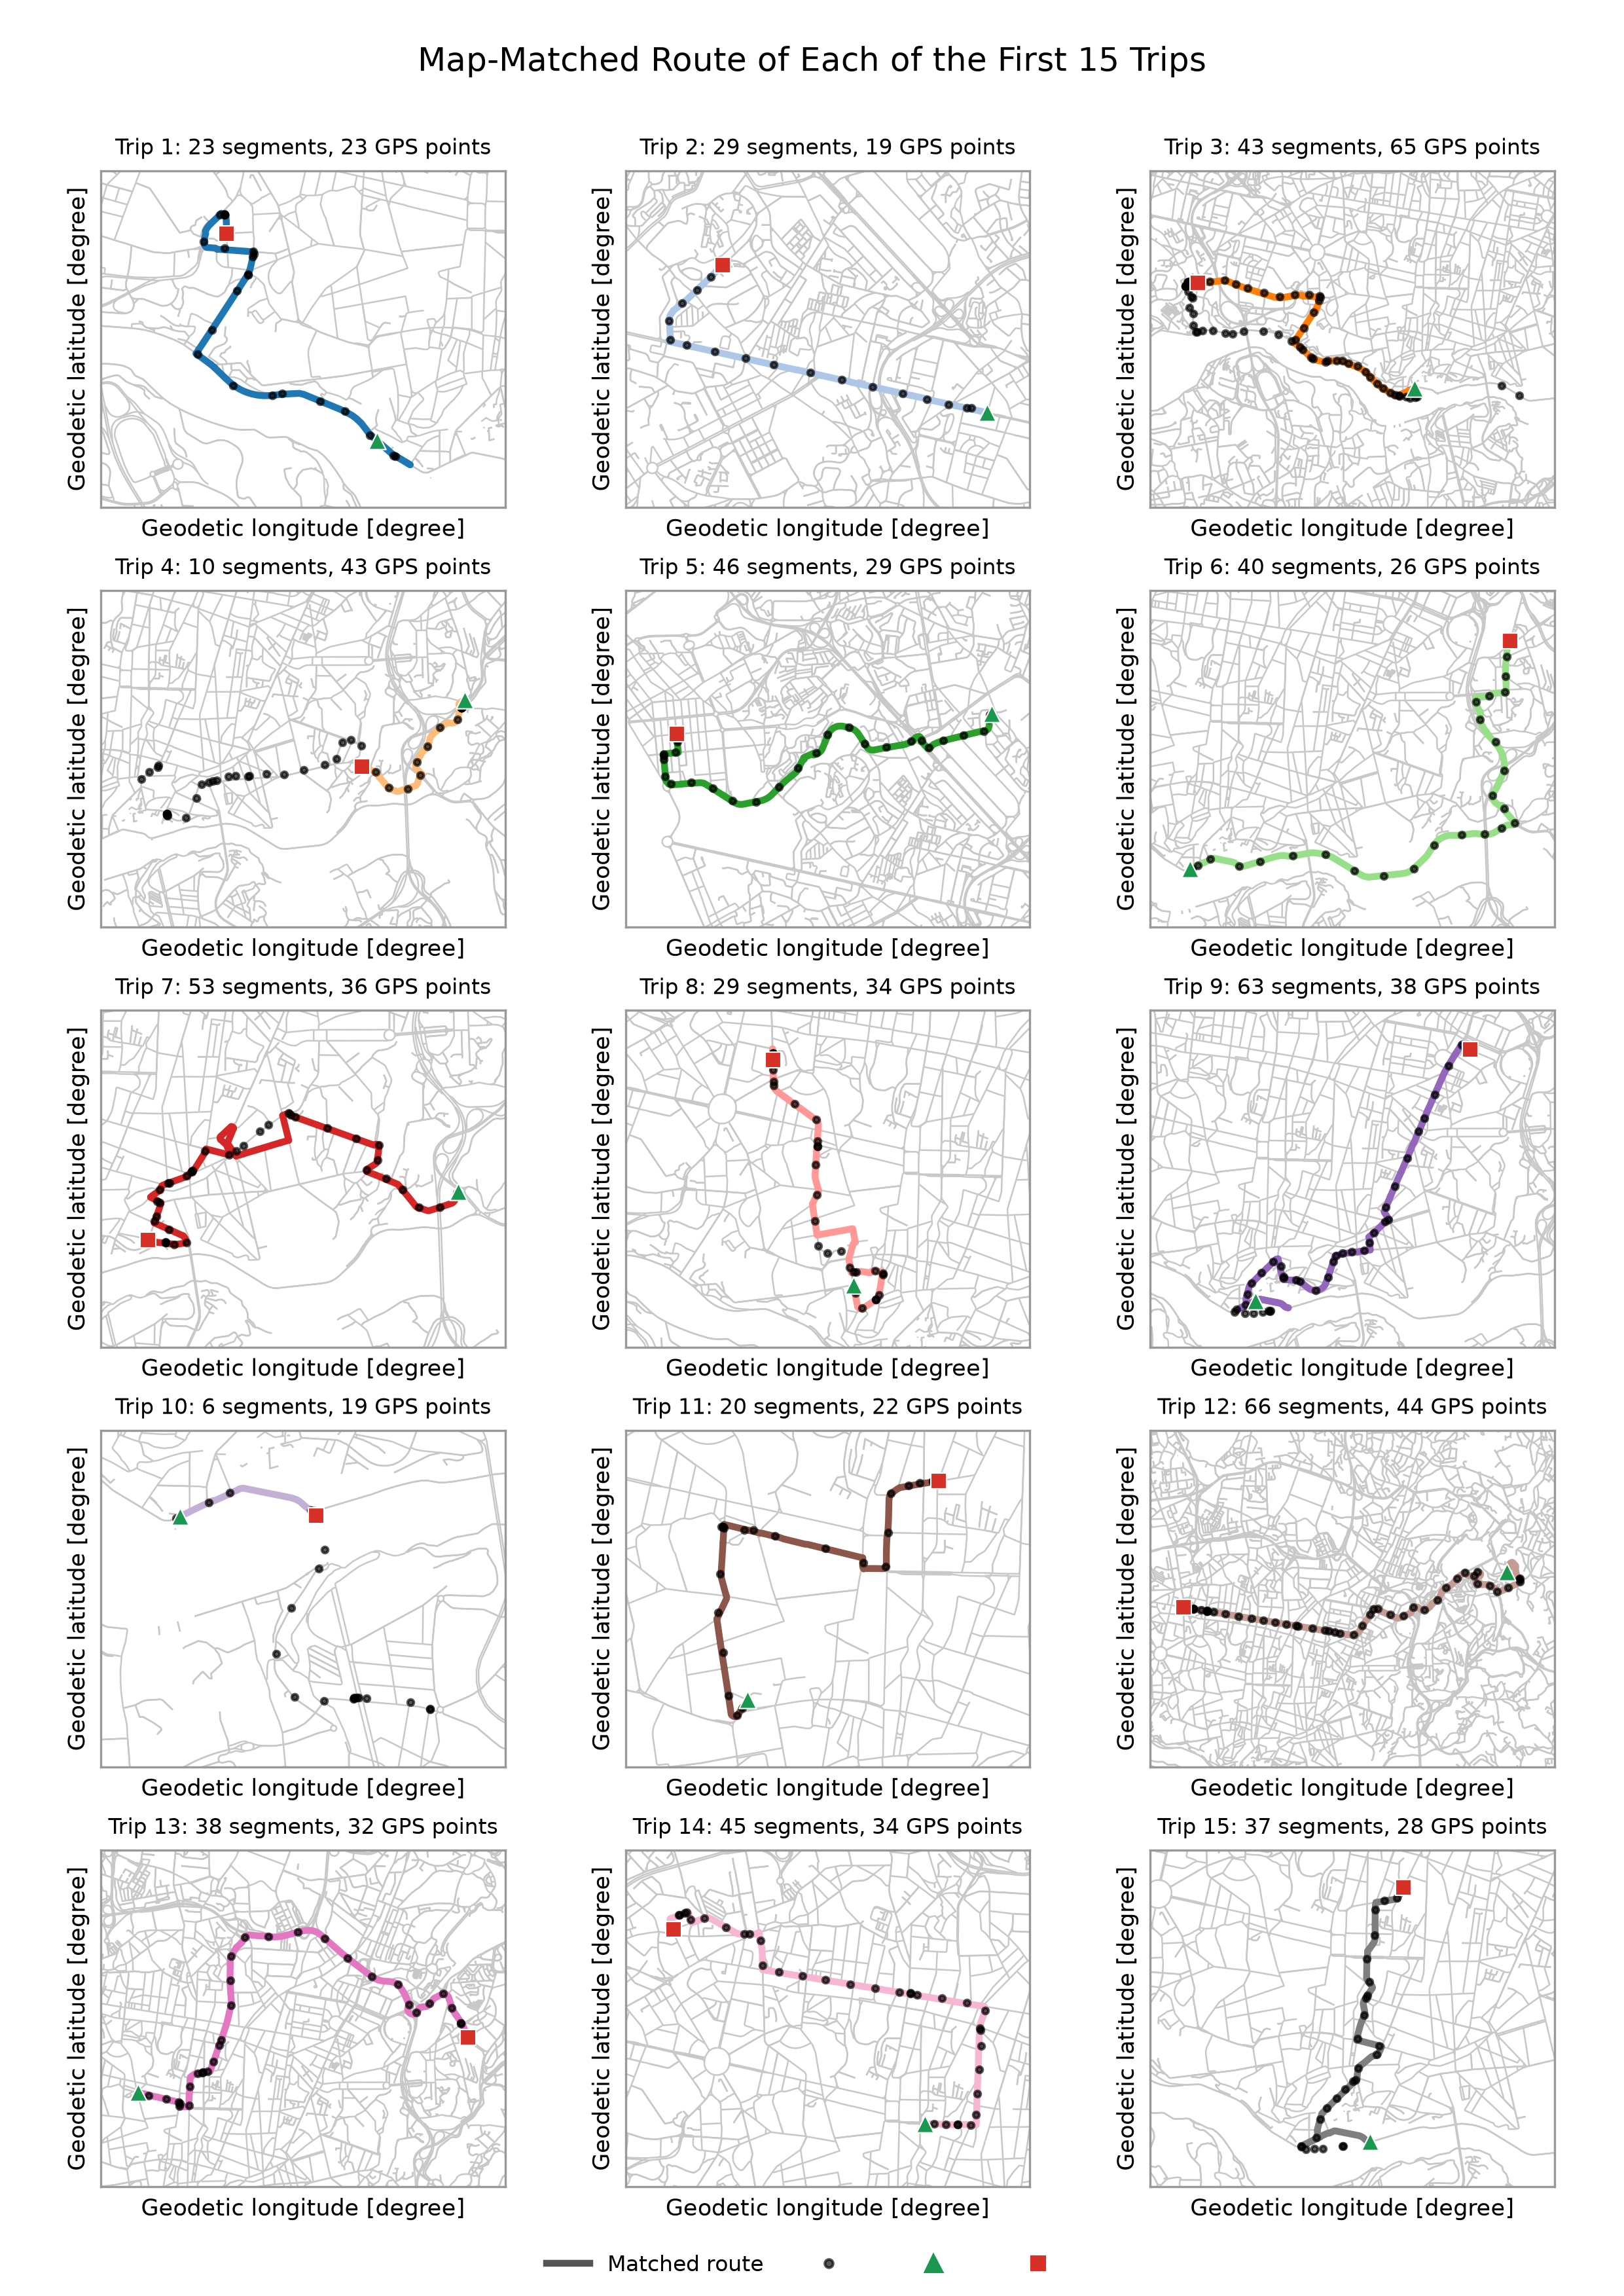 Map-Matched Route of Each of the First 15 Trips
Trip 1: 23 segments, 23 GPS points
Geodetic latitude [degree]
Geodetic longitude [degree]
Trip 2: 29 segments, 19 GPS points
Geodetic latitude [degree]
Geodetic longitude [degree]
Trip 3: 43 segments, 65 GPS points
Geodetic latitude [degree]
Geodetic longitude [degree]
Trip 4: 10 segments, 43 GPS points
Geodetic latitude [degree]
Geodetic longitude [degree]
Trip 5: 46 segments, 29 GPS points
Geodetic latitude [degree]
Geodetic longitude [degree]
Trip 6: 40 segments, 26 GPS points
Geodetic latitude [degree]
Geodetic longitude [degree]
Trip 7: 53 segments, 36 GPS points
Geodetic latitude [degree]
Geodetic longitude [degree]
Trip 8: 29 segments, 34 GPS points
Geodetic latitude [degree]
Geodetic longitude [degree]
Trip 9: 63 segments, 38 GPS points
Geodetic latitude [degree]
Geodetic longitude [degree]
Trip 10: 6 segments, 19 GPS points
Geodetic latitude [degree]
Geodetic longitude [degree]
Trip 11: 20 segments, 22 GPS points
Geodetic latitude [degree]
Geodetic longitude [degree]
Trip 12: 66 segments, 44 GPS points
Geodetic latitude [degree]
Geodetic longitude [degree]
Trip 13: 38 segments, 32 GPS points
Geodetic latitude [degree]
Geodetic longitude [degree]
Trip 14: 45 segments, 34 GPS points
Geodetic latitude [degree]
Geodetic longitude [degree]
Trip 15: 37 segments, 28 GPS points
Geodetic latitude [degree]
Geodetic longitude [degree]
Matched route